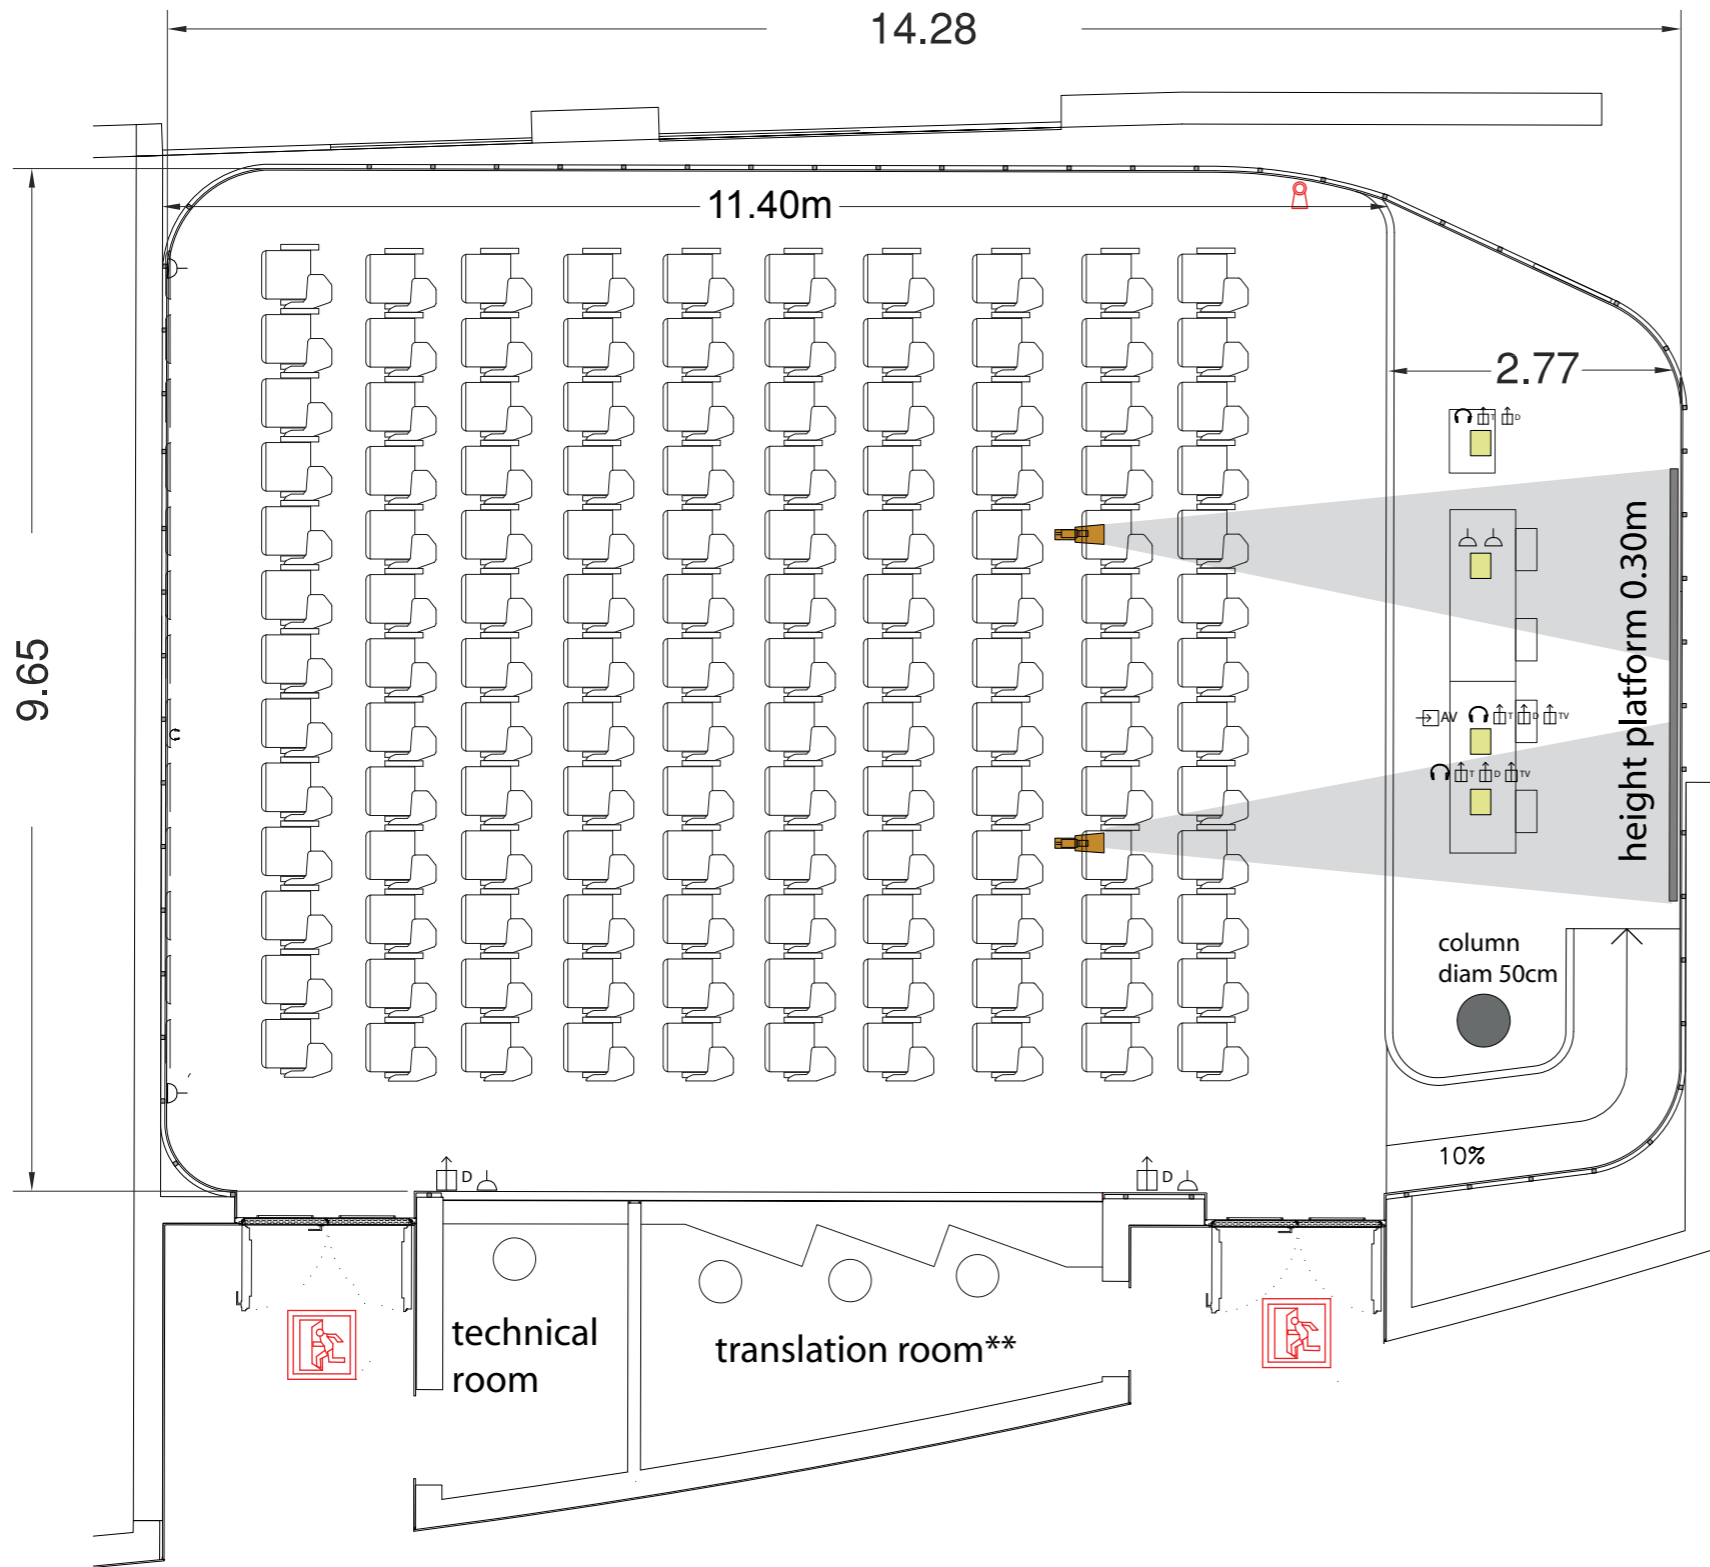 14.28
11.40m
2.77
9.65
T D
height platform 0.30m
AV T D TV
T D TV
column
diam 50cm
10%
D
D
technical
room
translation room**